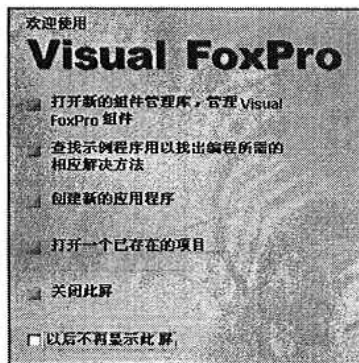 欢迎使用
Visual FoxPro
打开新的组件管理库，管理 Visual
FoxPro 组件
查找示例程序用以找出编程所需的
相应解决方法
创建新的应用程序
打开一个已存在的项目
关闭此屏
以后不再显示此屏